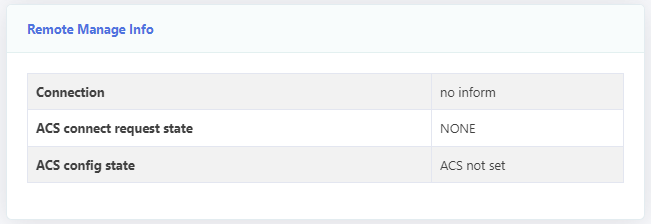 Remote Manage Info
Connection no inform
ACS connect request state NONE
ACS config state ACS not set